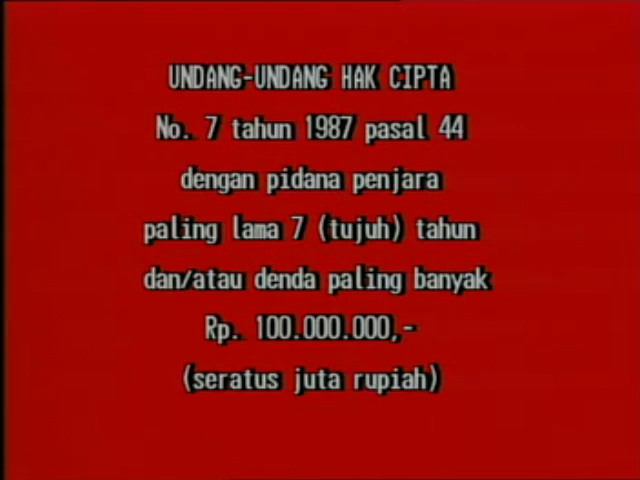 UNDANG-UNDANG HAK CIPTA
No. 7 tahun 1987 pasal 44
dengan pidana penjara
paling lama 7 (tujuh) tahun
dan/atau denda paling banyak
Rp. 100.000.000,-
(seratus juta rupiah)